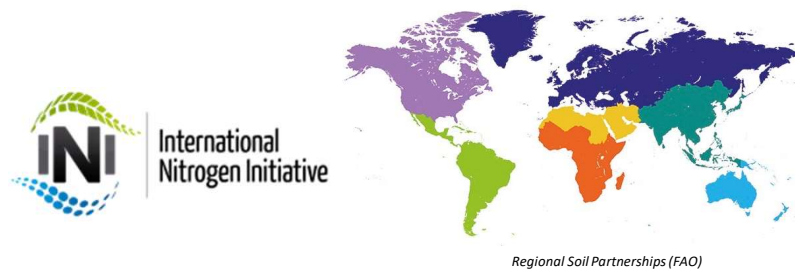 INI
International
Nitrogen Initiative
Regional Soil Partnerships (FAO)